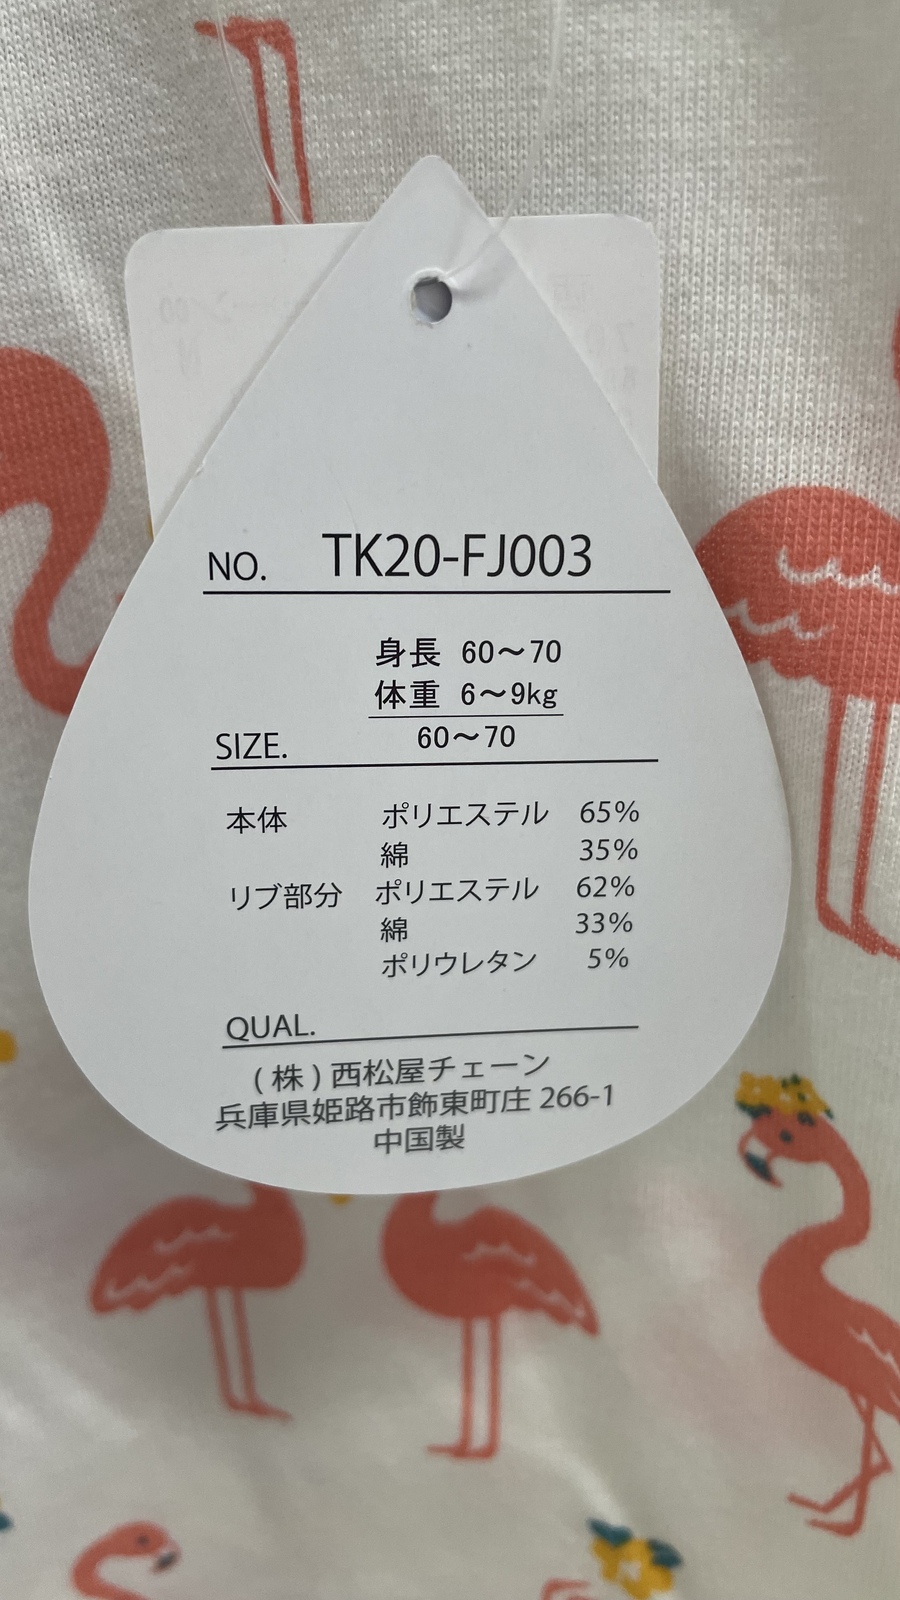 NO. TK20-FJ003
身長 60〜70
体重 6〜9kg
SIZE. 60〜70
本体 ポリエステル 65%
綿 35%
リブ部分 ポリエステル 62%
綿 33%
ポリウレタン 5%
QUAL.
(株)西松屋チェーン
兵庫県姫路市飾東町庄 266-1
中国製